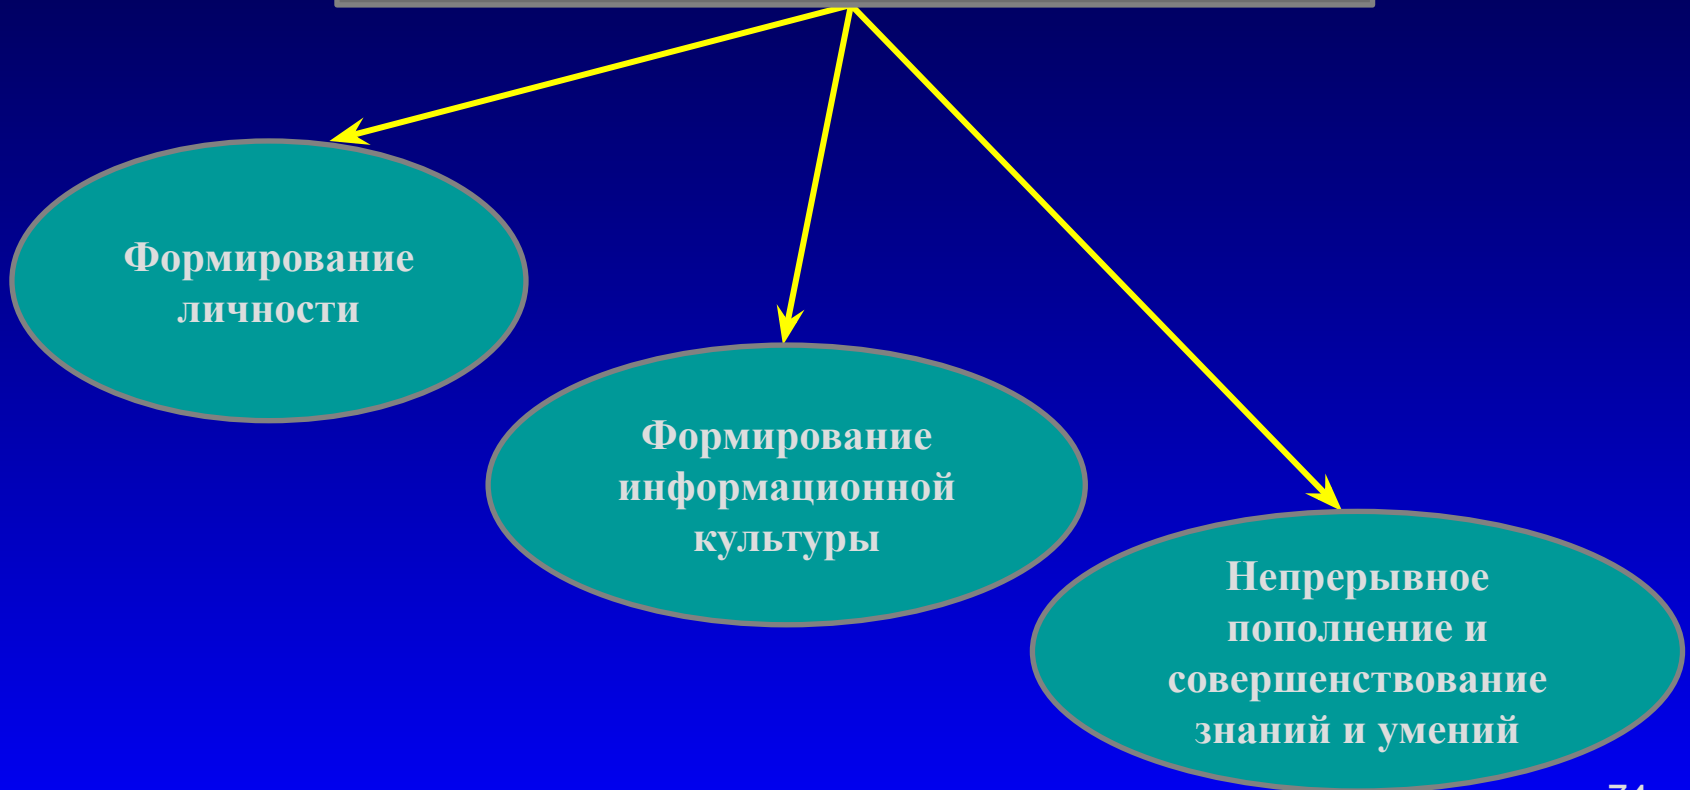 Формирование
личности
Формирование
информационной
культуры
Непрерывное
пополнение и
совершенствование
знаний и умений